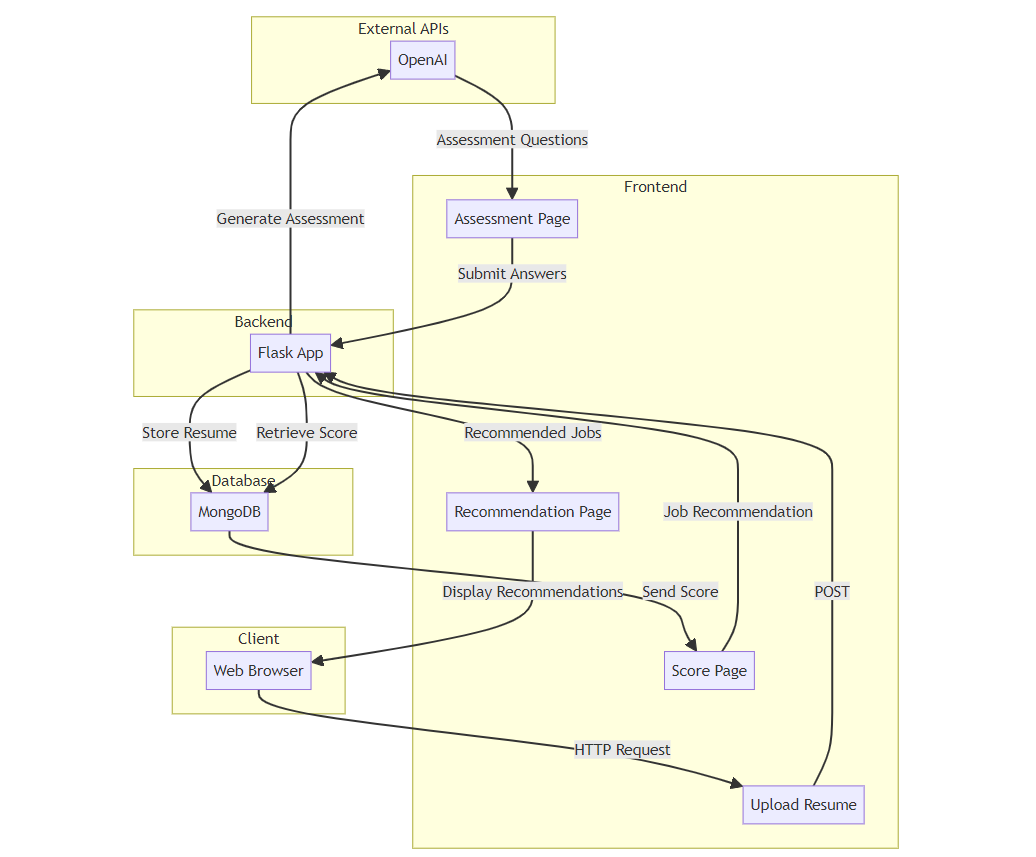 External APIs
OpenAI
Assessment Questions
Frontend
Assessment Page
Generate Assessment
Submit Answers
Backend
Flask App
Store Resume
Retrieve Score
Recommended Jobs
Database
MongoDB
Recommendation Page
Job Recommendation
Display Recommendations
Send Score
POST
Client
Web Browser
Score Page
HTTP Request
Upload Resume